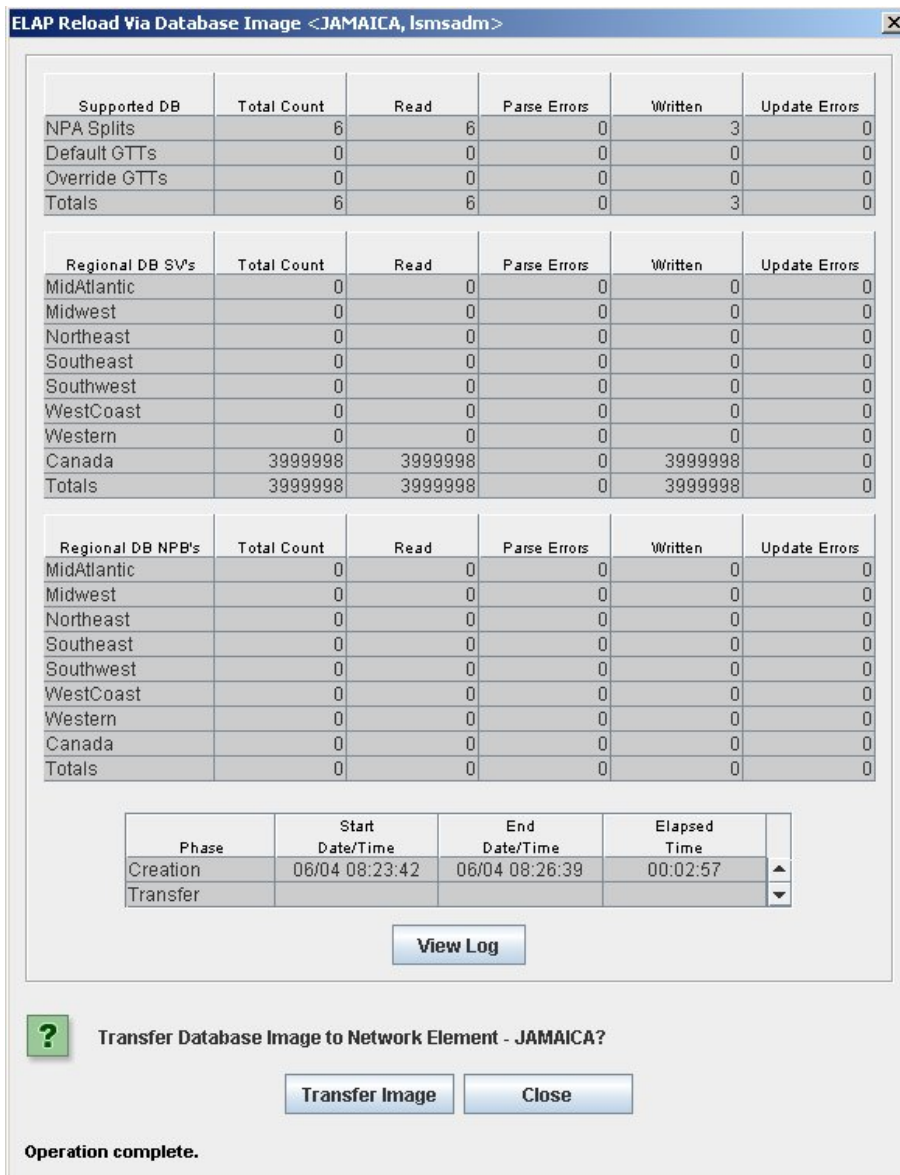 ELAP Reload Via Database Image <JAMAICA, lsmsadm>
Supported DB Total Count Read Parse Errors Written Update Errors
NPA Splits 6 6 0 3 0
Default GTTs 0 0 0 0 0
Override GTTs 0 0 0 0 0
Totals 6 6 0 3 0
Regional DB SV's Total Count Read Parse Errors Written Update Errors
MidAtlantic 0 0 0 0 0
Midwest 0 0 0 0 0
Northeast 0 0 0 0 0
Southeast 0 0 0 0 0
Southwest 0 0 0 0 0
WestCoast 0 0 0 0 0
Western 0 0 0 0 0
Canada 3999998 3999998 0 3999998 0
Totals 3999998 3999998 0 3999998 0
Regional DB NPB's Total Count Read Parse Errors Written Update Errors
MidAtlantic 0 0 0 0 0
Midwest 0 0 0 0 0
Northeast 0 0 0 0 0
Southeast 0 0 0 0 0
Southwest 0 0 0 0 0
WestCoast 0 0 0 0 0
Western 0 0 0 0 0
Canada 0 0 0 0 0
Totals 0 0 0 0 0
Phase Start Date/Time End Date/Time Elapsed Time
Creation 06/04 08:23:42 06/04 08:26:39 00:02:57
Transfer
View Log
? Transfer Database Image to Network Element - JAMAICA?
Transfer Image Close
Operation complete.